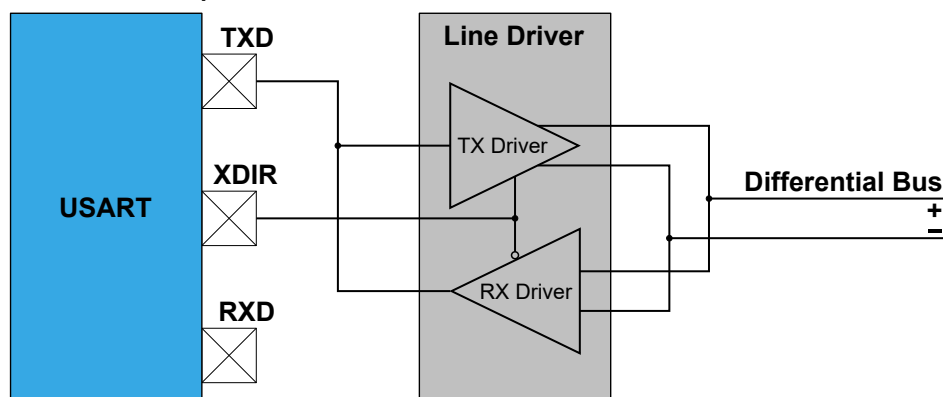 TXD
Line Driver
TX Driver
XDIR
USART
Differential Bus
+
−
RX Driver
RXD